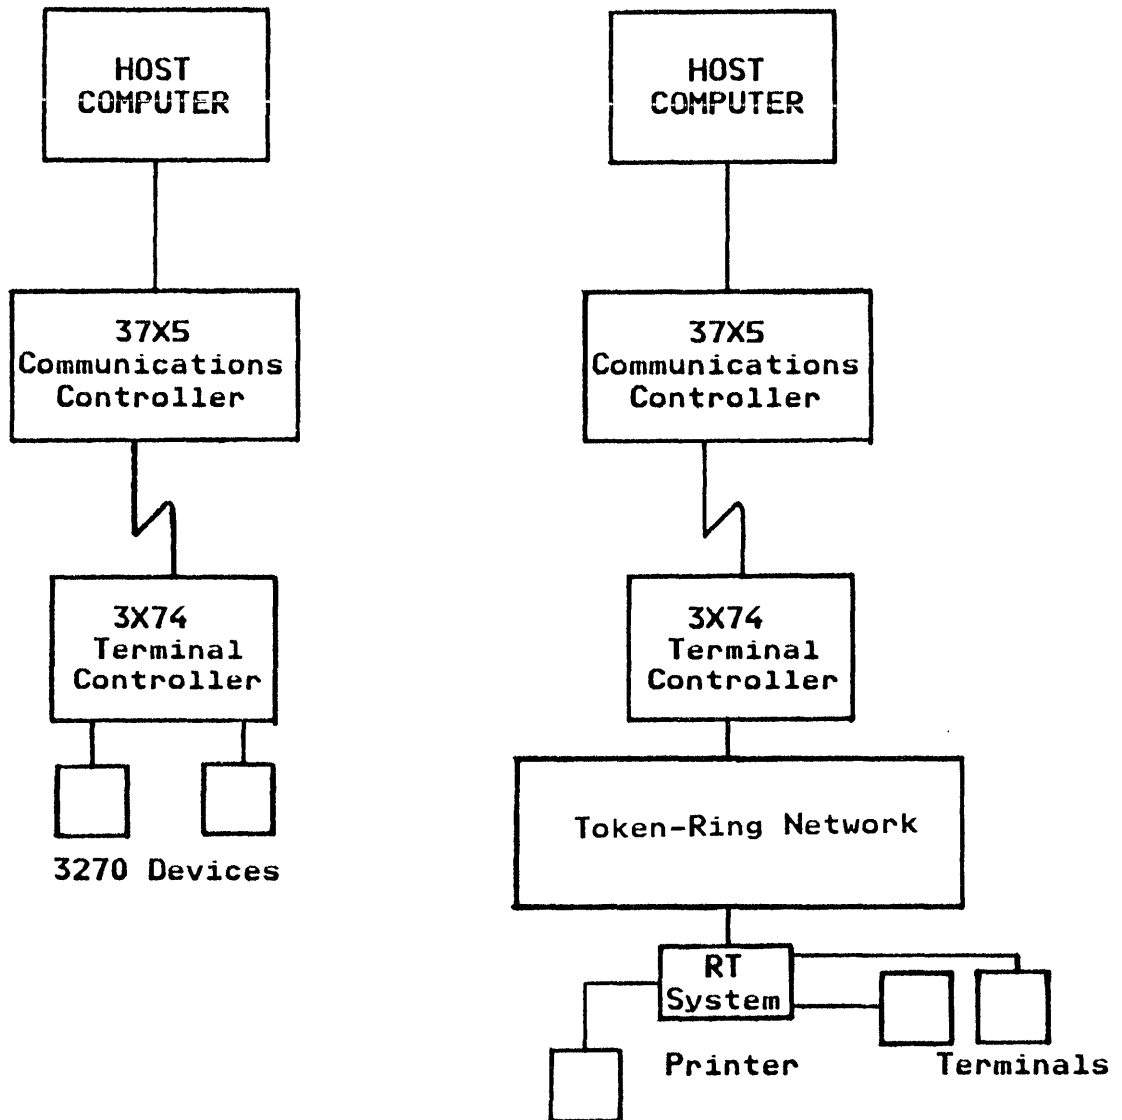 HOST
COMPUTER
37X5
Communications
Controller
3X74
Terminal
Controller
3270 Devices
HOST
COMPUTER
37X5
Communications
Controller
3X74
Terminal
Controller
Token-Ring Network
RT
System
Printer
Terminals